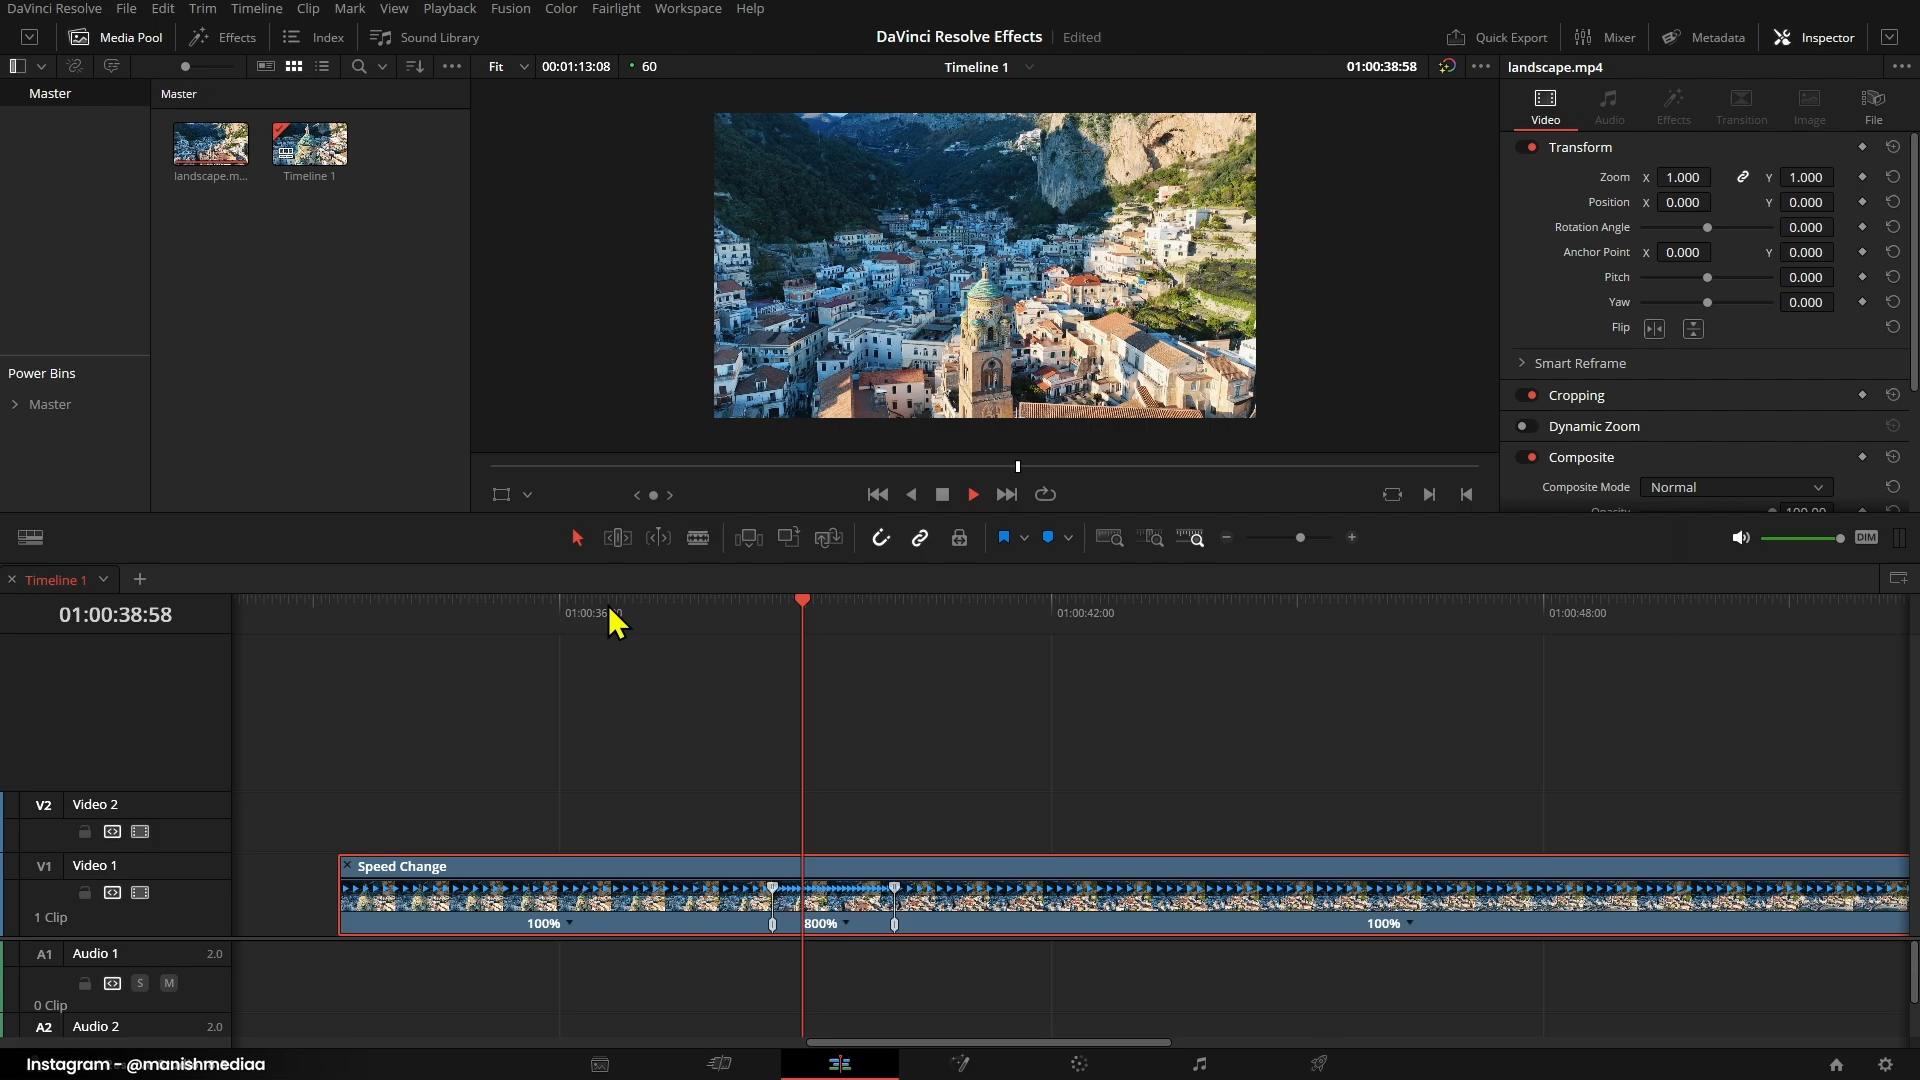 DaVinci Resolve File Edit Trim Timeline Clip Mark View Playback Fusion Color Fairlight Workspace Help
Media Pool Effects Index Sound Library DaVinci Resolve Effects Edited Quick Export Mixer Metadata Inspector
Fit 00:01:13:08 60 Timeline 1 01:00:38:58 landscape.mp4
Master Master
landscape.m... Timeline 1
Power Bins
Master
Video Audio Effects Transition Image File
Transform
Zoom X 1.000 Y 1.000
Position X 0.000 Y 0.000
Rotation Angle 0.000
Anchor Point X 0.000 Y 0.000
Pitch 0.000
Yaw 0.000
Flip
Smart Reframe
Cropping
Dynamic Zoom
Composite
Composite Mode Normal
Opacity 100.00
DIM
Timeline 1
01:00:38:58 01:00:42:00 01:00:48:00
V2 Video 2
V1 Video 1
1 Clip
Speed Change
100% 800% 100%
A1 Audio 1 2.0
S M
0 Clip
A2 Audio 2 2.0
Instagram - @manishmediaa